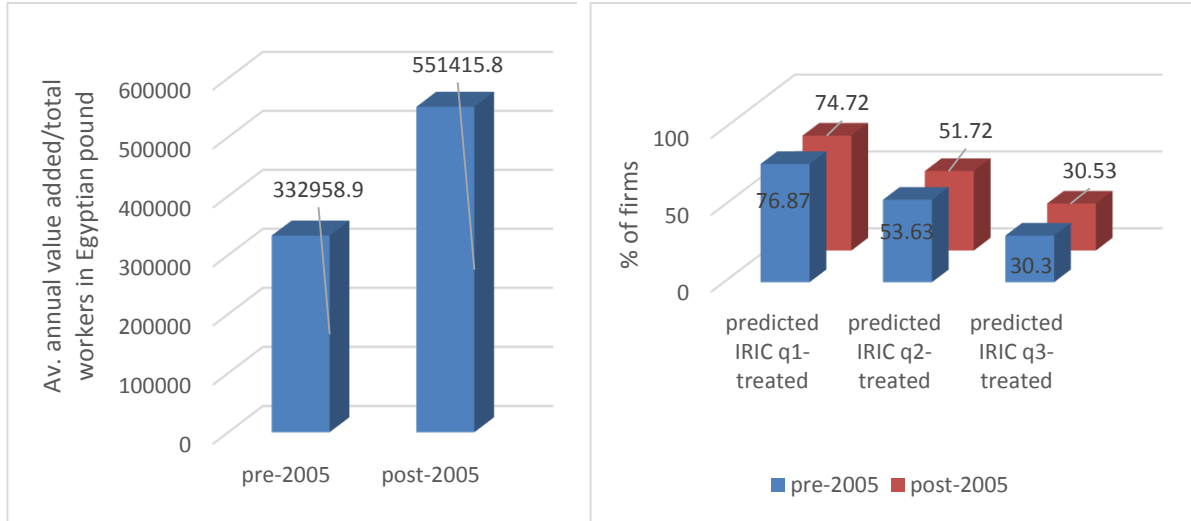 Av. annual value added/total
workers in Egyptian pound
600000
500000
400000
300000
200000
100000
0
332958.9
551415.8
pre-2005
post-2005
% of firms
100
50
0
74.72
51.72
30.53
76.87
53.63
30.3
predicted
IRIC q1-
treated
predicted
IRIC q2-
treated
predicted
IRIC q3-
treated
pre-2005
post-2005